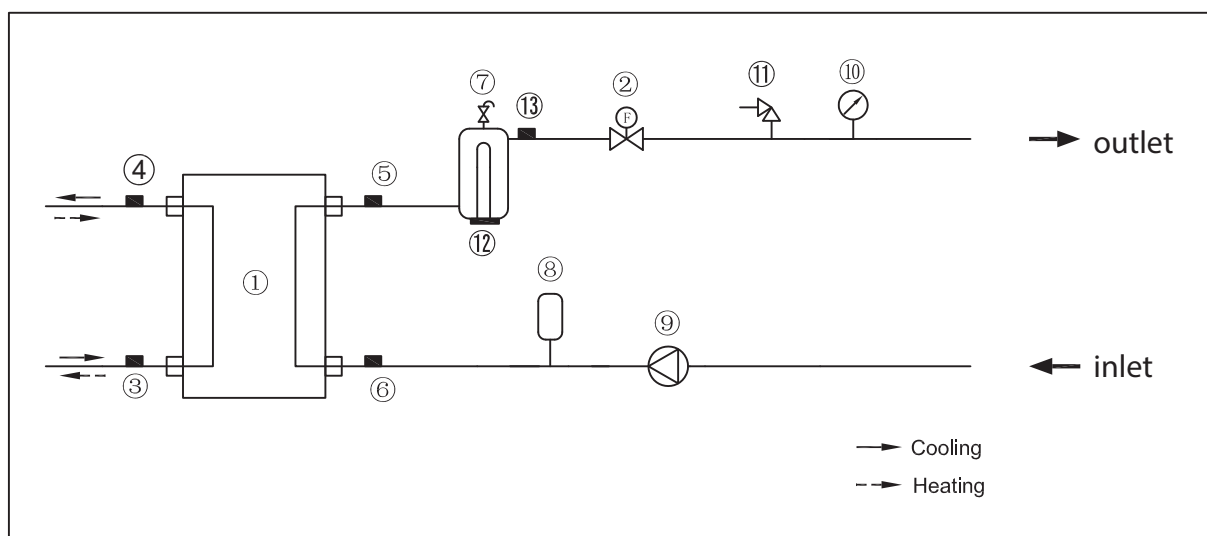 ⑦ ⑬ ② ⑪ ⑩
F
outlet
④ ⑤
⑫
① ⑧
⑨
inlet
③ ⑥
Cooling
Heating